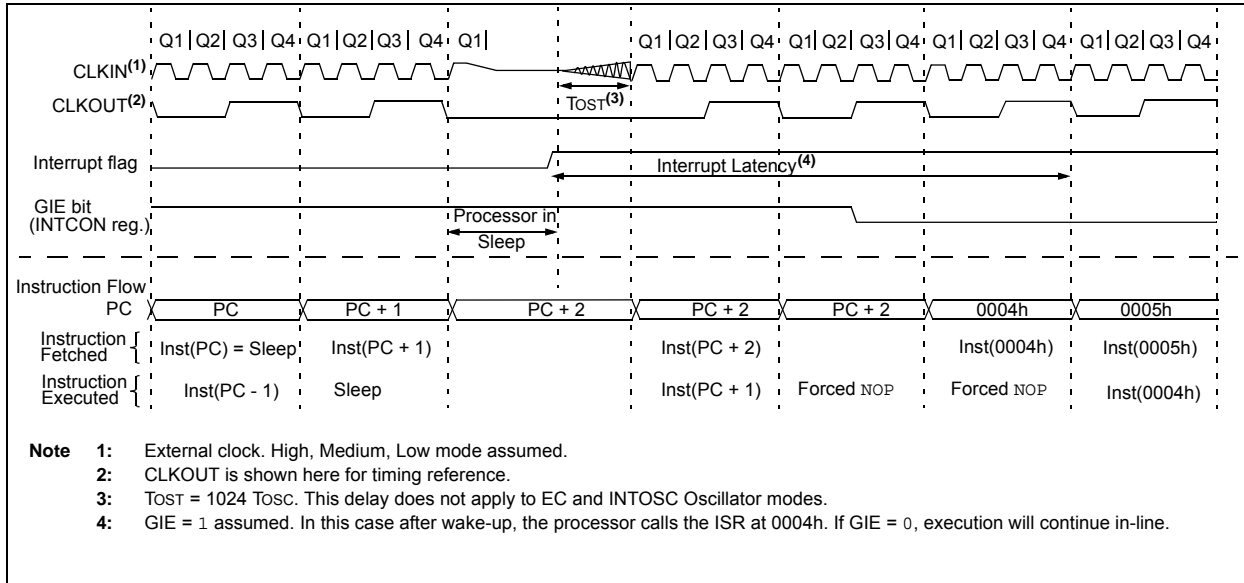 Q1 | Q2 | Q3 | Q4 Q1 | Q2 | Q3 | Q4 Q1 | Q1 | Q2 | Q3 | Q4 Q1 | Q2 | Q3 | Q4 Q1 | Q2 | Q3 | Q4 Q1 | Q2 | Q3 | Q4
CLKIN(1)
TOST(3)
CLKOUT(2)
Interrupt flag
Interrupt Latency(4)
GIE bit
(INTCON reg.)
Processor in
Sleep
Instruction Flow
PC PC PC + 1 PC + 2 PC + 2 PC + 2 0004h 0005h
Instruction
Fetched
Inst(PC) = Sleep Inst(PC + 1) Inst(PC + 2) Inst(0004h) Inst(0005h)
Instruction
Executed
Inst(PC - 1) Sleep Inst(PC + 1) Forced NOP Forced NOP Inst(0004h)
Note 1: External clock. High, Medium, Low mode assumed.
2: CLKOUT is shown here for timing reference.
3: TOST = 1024 TOSC. This delay does not apply to EC and INTOSC Oscillator modes.
4: GIE = 1 assumed. In this case after wake-up, the processor calls the ISR at 0004h. If GIE = 0, execution will continue in-line.